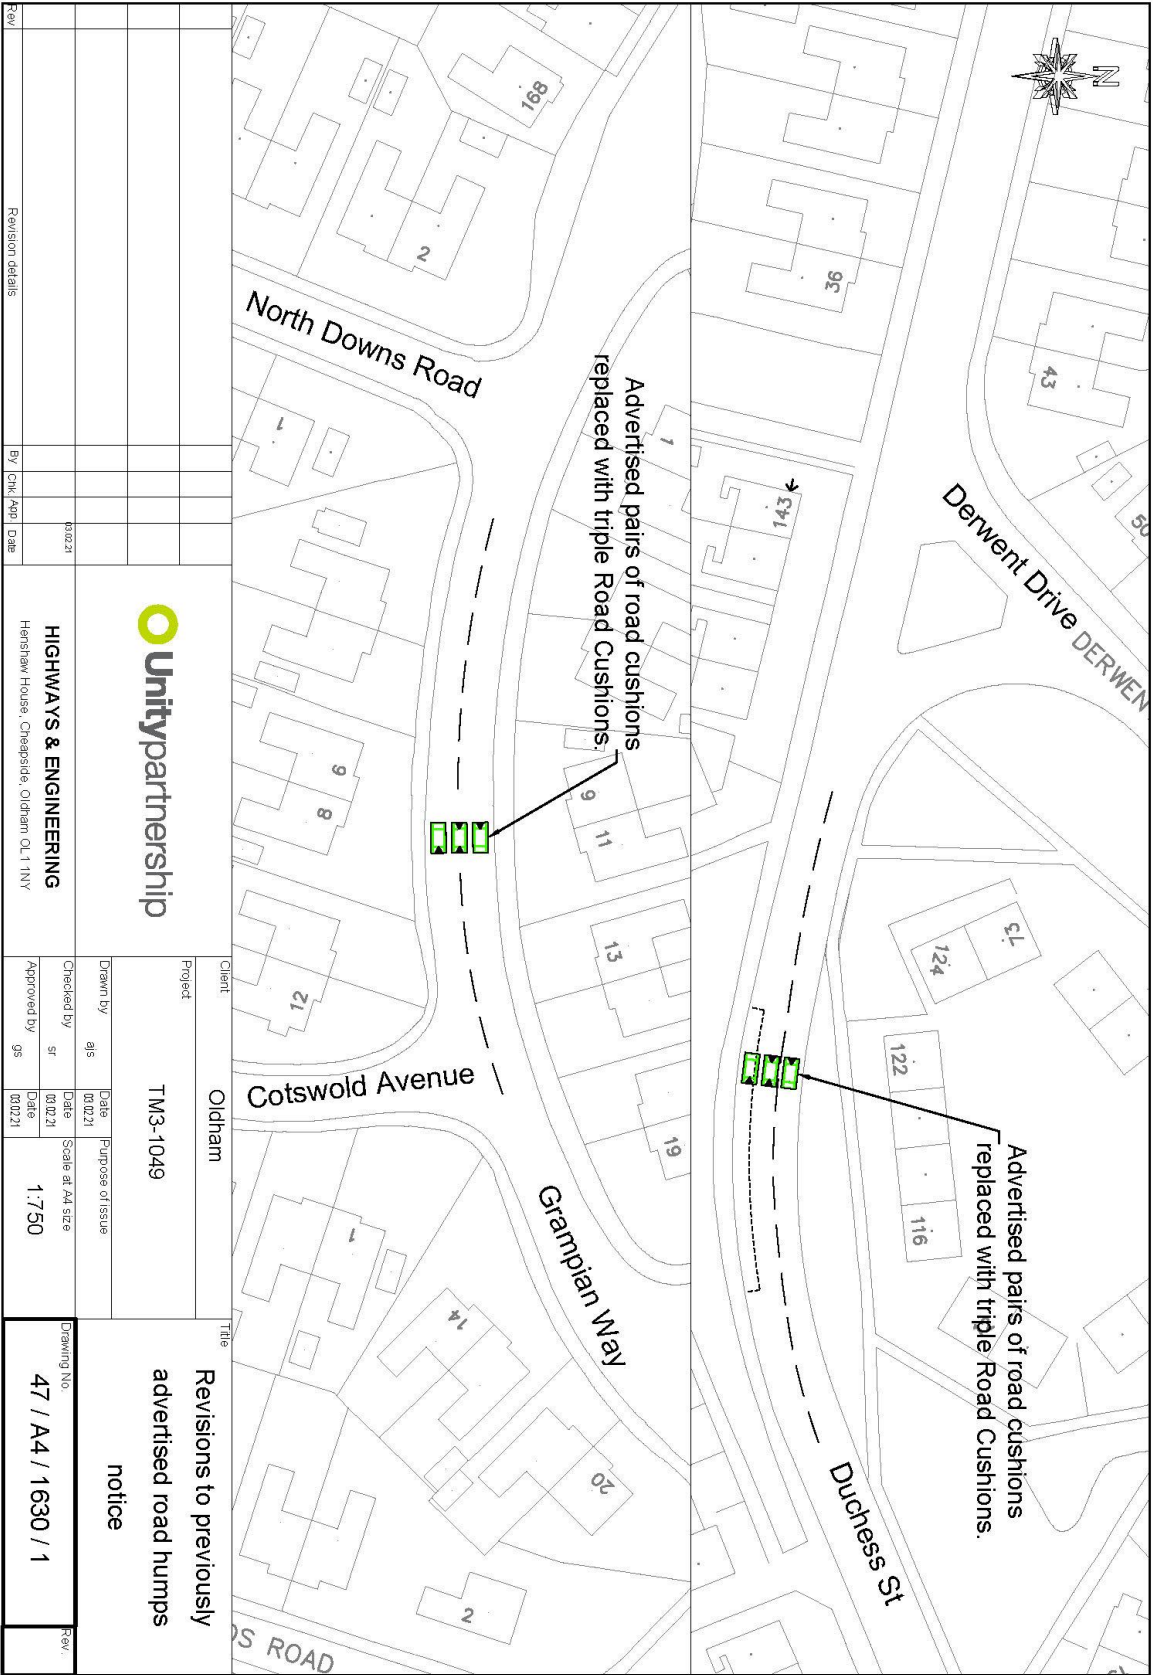 N
43
50
36
143
Derwent Drive
DERWEN
73
124
122
116
Advertised pairs of road cushions
replaced with triple Road Cushions.
Duchess St
168
2
North Downs Road
1
Advertised pairs of road cushions
replaced with triple Road Cushions.
1
9
11
13
19
6
8
12
Cotswold Avenue
Grampian Way
1
14
20
2
DS ROAD
Rev
Revision details
By
Chk.
App.
Date
03.02.21
Unitypartnership
HIGHWAYS & ENGINEERING
Henshaw House, Cheapside, Oldham OL1 1NY
Client
Oldham
Project
TM3-1049
Drawn by
ajs
Date
03.02.21
Purpose of issue
Checked by
sr
Date
03.02.21
Scale at A4 size
1:750
Approved by
gs
Date
03.02.21
Title
Revisions to previously
advertised road humps
notice
Drawing No.
47 / A4 / 1630 / 1
Rev.